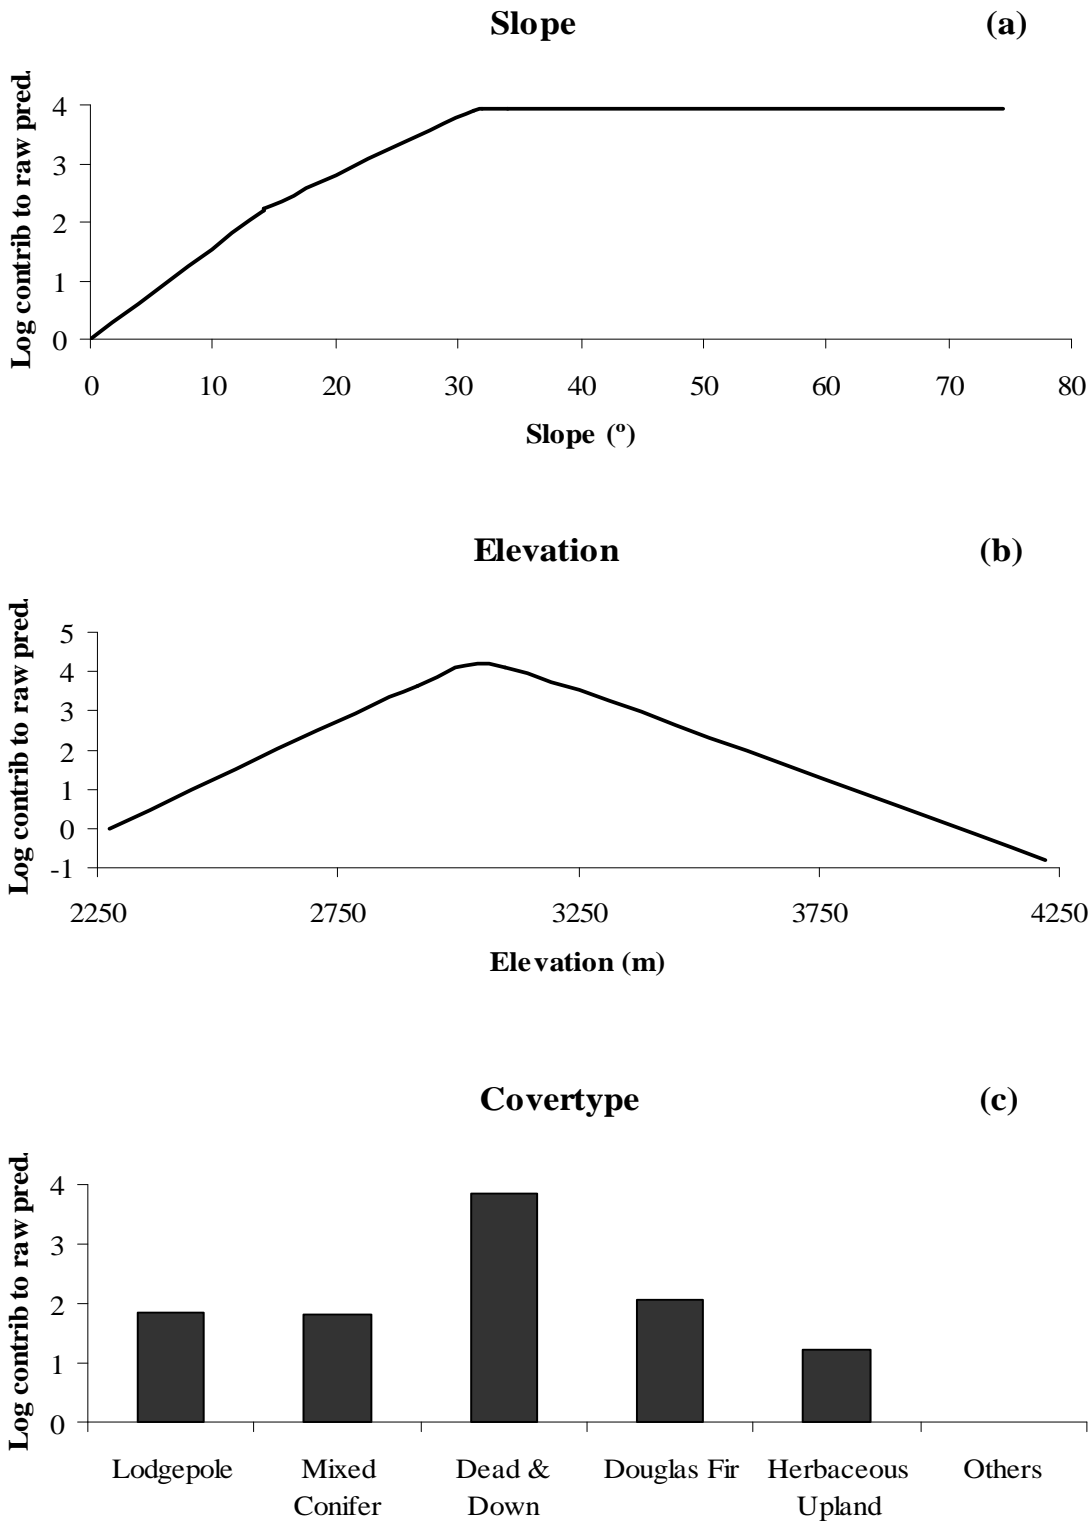 Slope (a)
Log contrib to raw pred.
4
3
2
1
0
0 10 20 30 40 50 60 70 80
Slope (º)
Elevation (b)
Log contrib to raw pred.
5
4
3
2
1
0
-1
2250 2750 3250 3750 4250
Elevation (m)
Covertype (c)
Log contrib to raw pred.
4
3
2
1
0
Lodgepole Mixed Dead & Douglas Fir Herbaceous Others
Conifer Down Upland